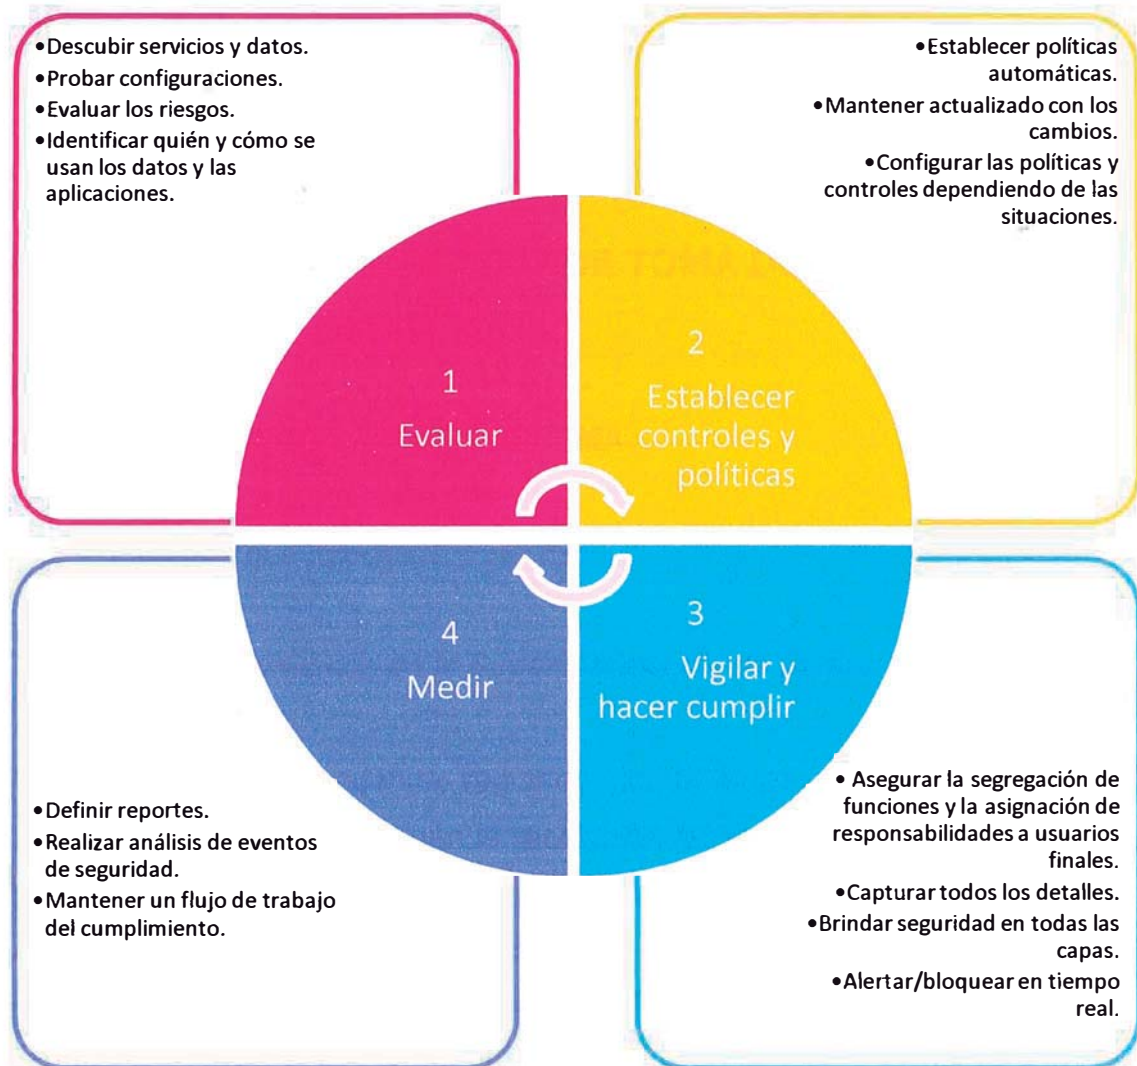 •Descubir servicios y datos.
•Probar configuraciones.
•Evaluar los riesgos.
•Identificar quién y cómo se
usan los datos y las
aplicaciones.
•Establecer políticas
automáticas.
•Mantener actualizado con los
cambios.
•Configurar las políticas y
controles dependiendo de las
situaciones.
1
Evaluar
2
Establecer
controles y
políticas
3
Vigilar y
hacer cumplir
4
Medir
•Definir reportes.
•Realizar análisis de eventos
de seguridad.
•Mantener un flujo de trabajo
del cumplimiento.
• Asegurar la segregación de
funciones y la asignación de
responsabilidades a usuarios
finales.
•Capturar todos los detalles.
•Brindar seguridad en todas las
capas.
•Alertar/bloquear en tiempo
real.